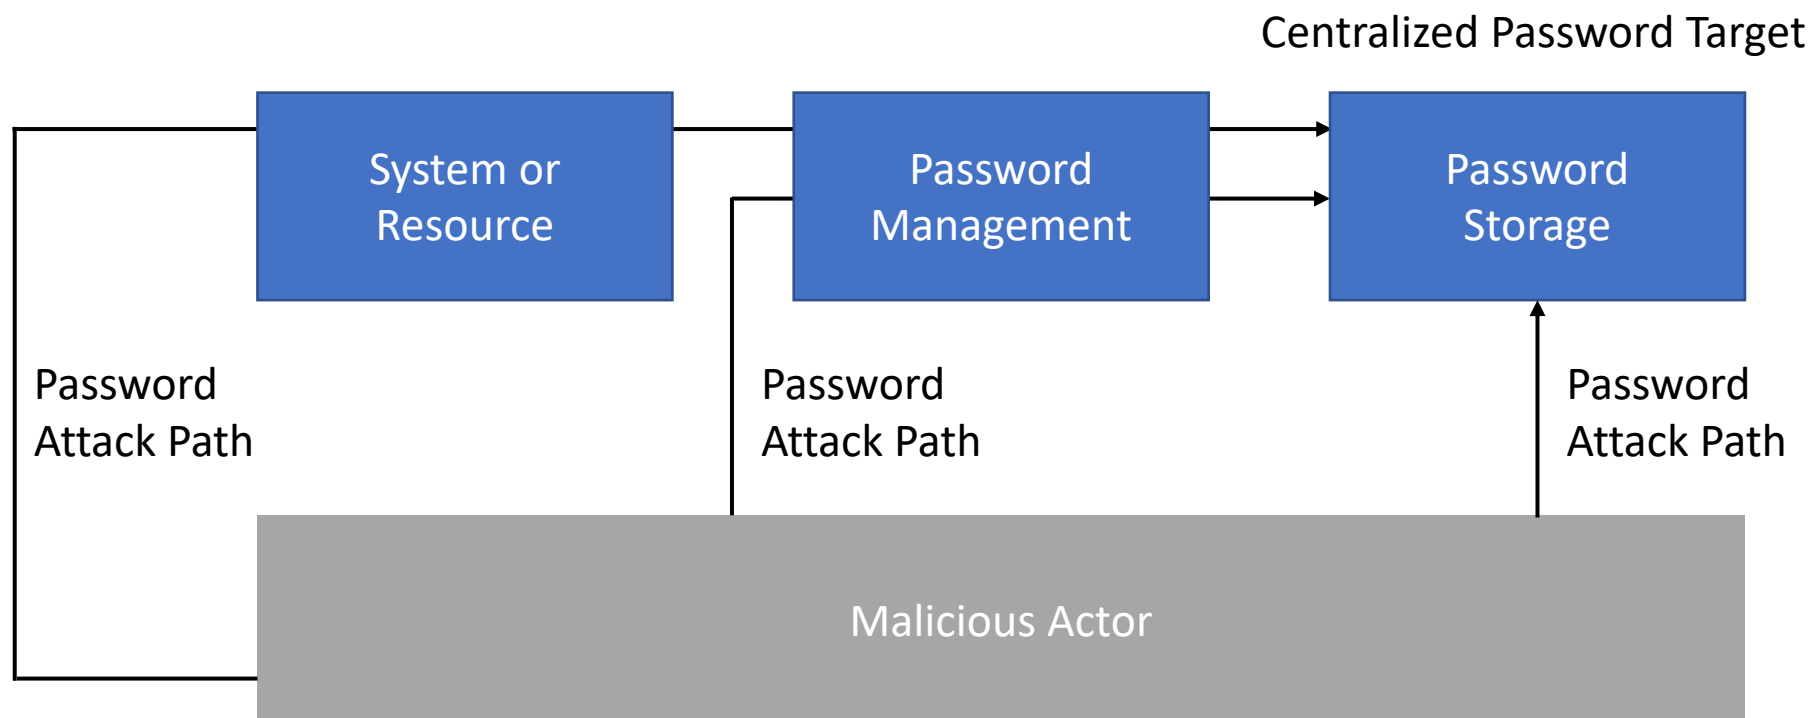 Centralized Password Target
System or
Resource
Password
Management
Password
Storage
Password
Attack Path
Password
Attack Path
Password
Attack Path
Malicious Actor